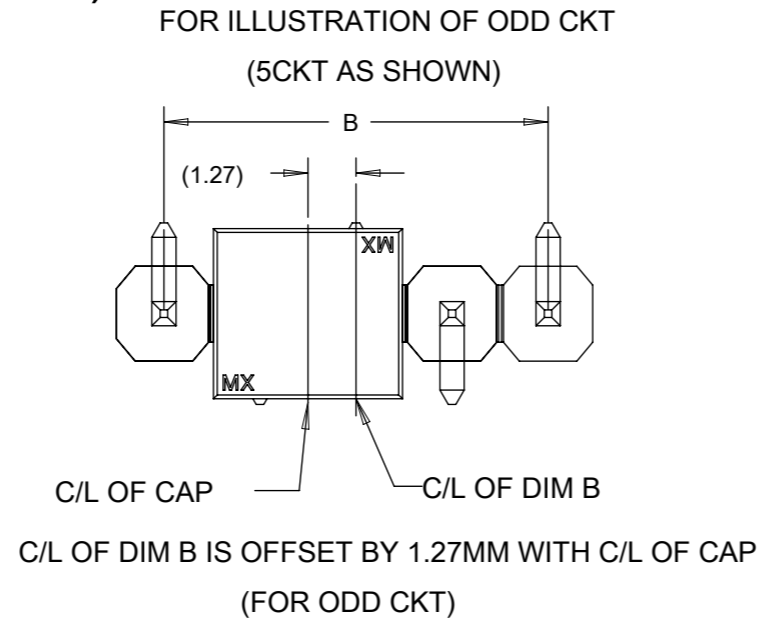 FOR ILLUSTRATION OF ODD CKT
(5CKT AS SHOWN)
B
(1.27)
MX
MX
C/L OF CAP
C/L OF DIM B
C/L OF DIM B IS OFFSET BY 1.27MM WITH C/L OF CAP
(FOR ODD CKT)